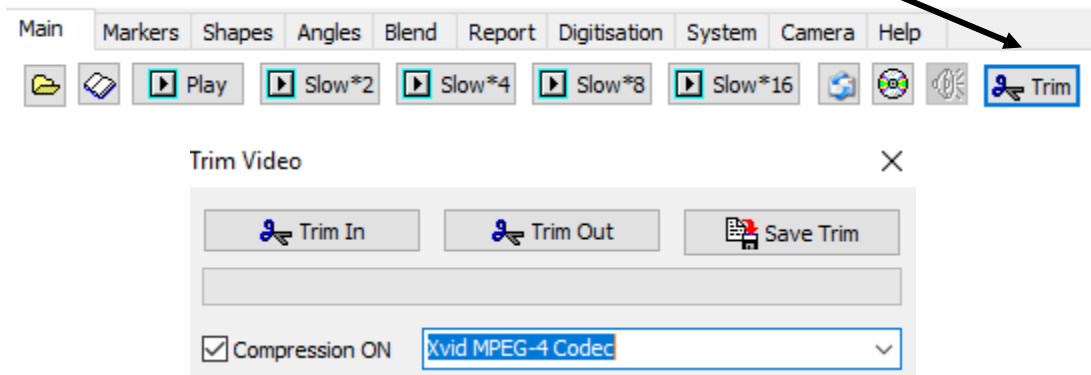 Main Markers Shapes Angles Blend Report Digitisation System Camera Help
Play Slow*2 Slow*4 Slow*8 Slow*16 Trim
Trim Video
Trim In Trim Out Save Trim
Compression ON Xvid MPEG-4 Codec